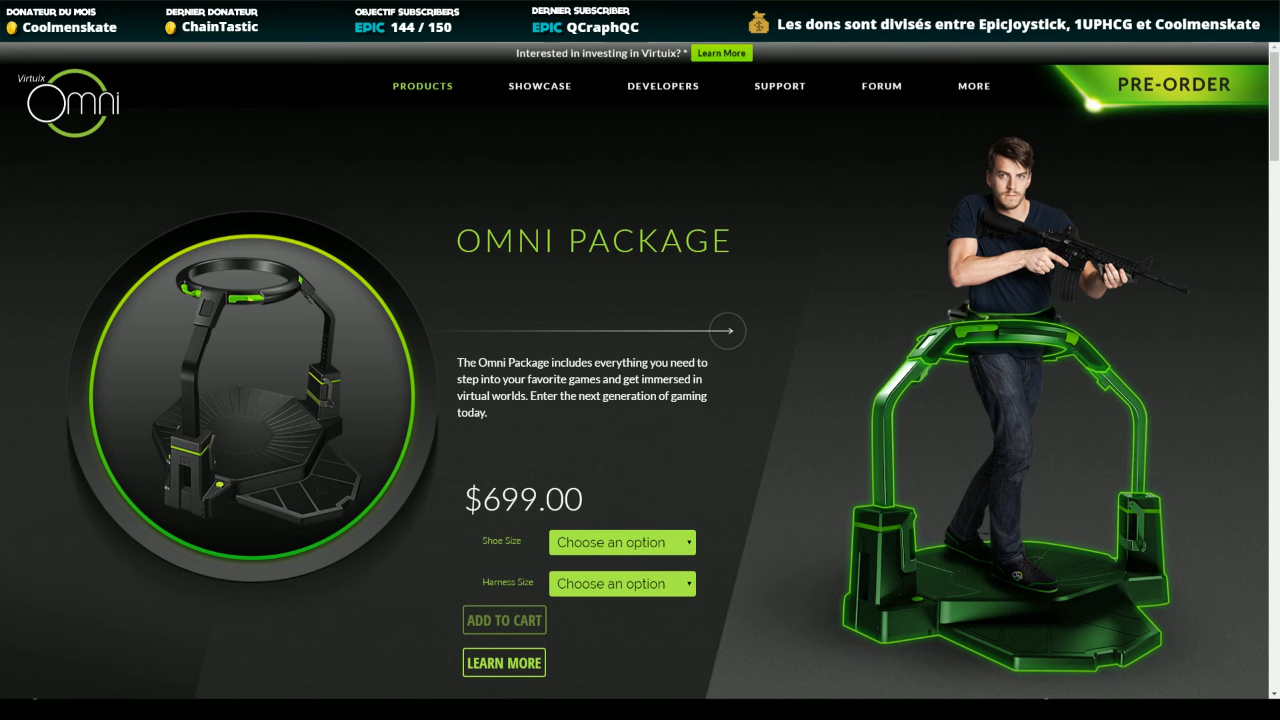 DONATEUR DU MOIS
Coolmenskate
DERNIER DONATEUR
ChainTastic
OBJECTIF SUBSCRIBERS
EPIC 144 / 150
DERNIER SUBSCRIBER
EPIC QCraphQC
Les dons sont divisés entre EpicJoystick, 1UPHCG et Coolmenskate
Interested in investing in Virtuix? * Learn More
Virtuix
Omni
PRODUCTS
SHOWCASE
DEVELOPERS
SUPPORT
FORUM
MORE
PRE-ORDER
OMNI PACKAGE
The Omni Package includes everything you need to
step into your favorite games and get immersed in
virtual worlds. Enter the next generation of gaming
today.
$699.00
Shoe Size Choose an option
Harness Size Choose an option
ADD TO CART
LEARN MORE